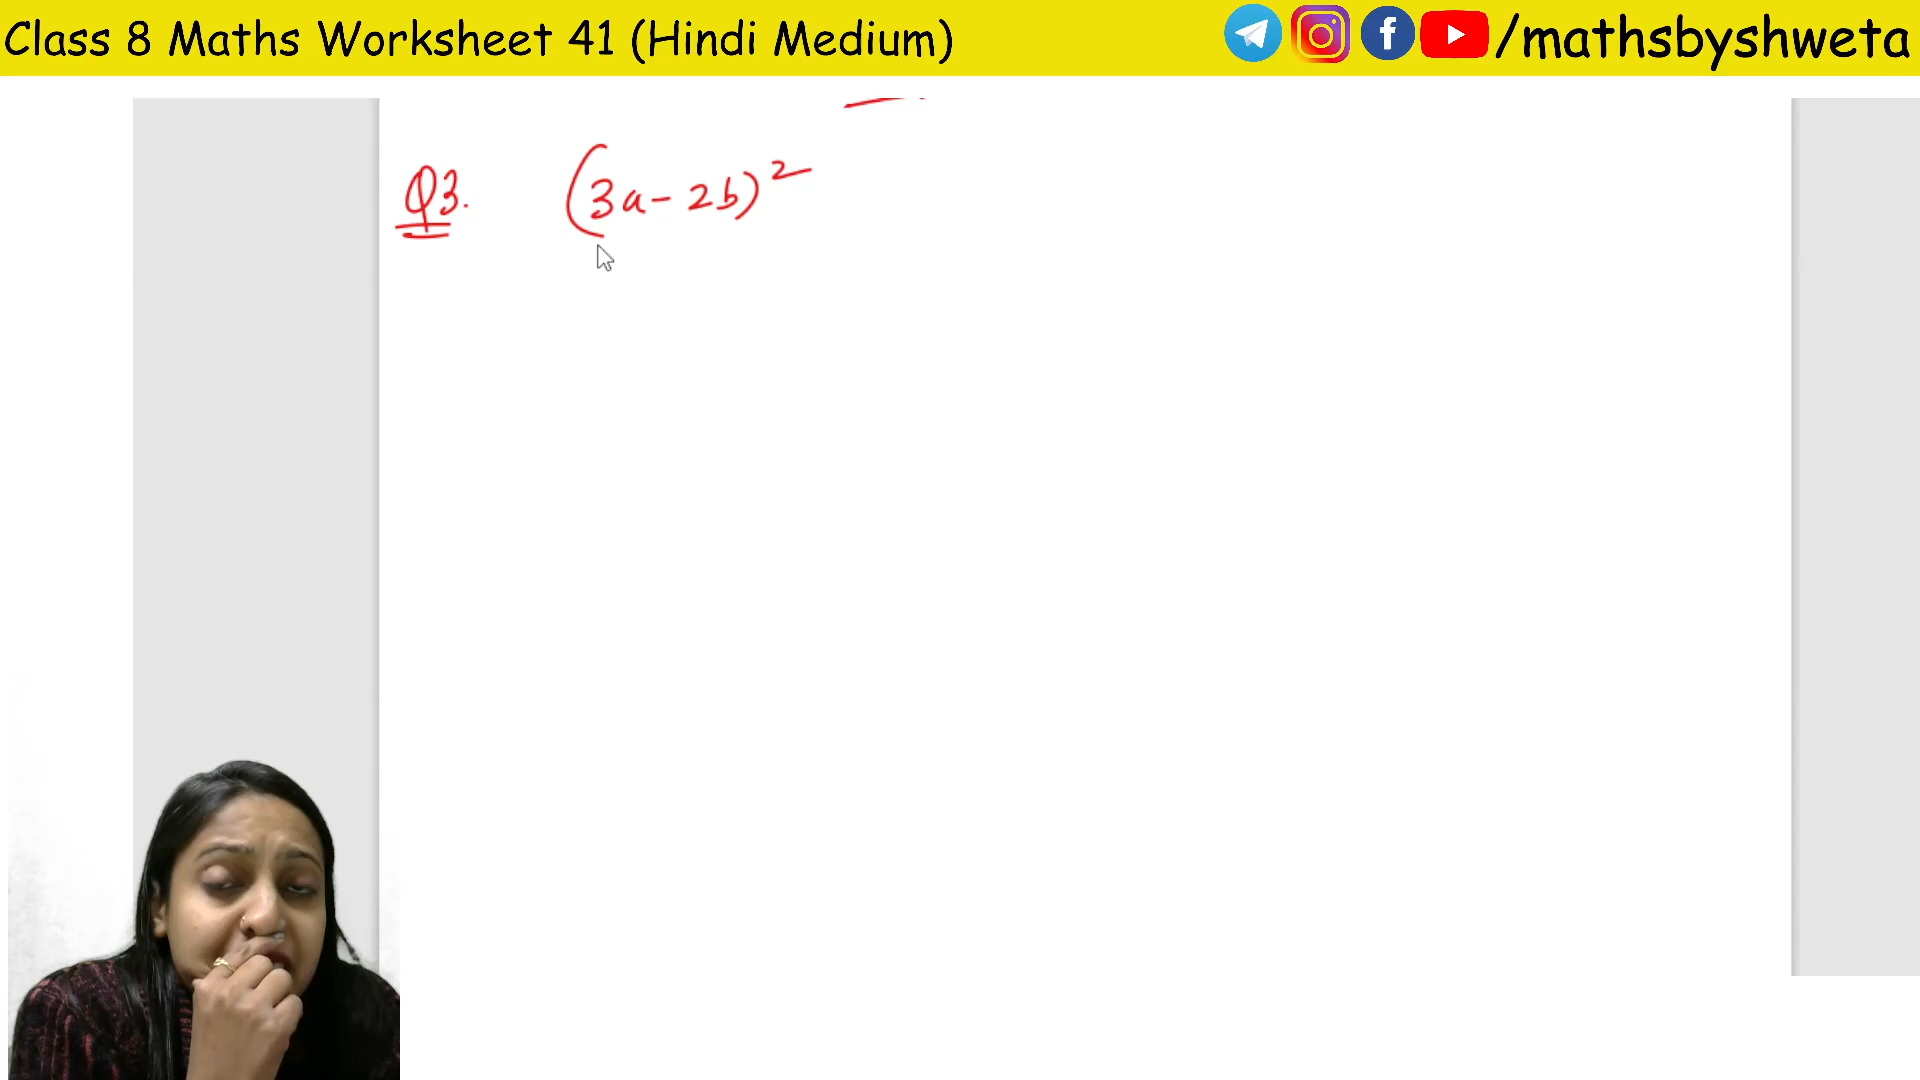 Class 8 Maths Worksheet 41 (Hindi Medium)
/mathsbyshweta
Q3. (3a - 2b)²